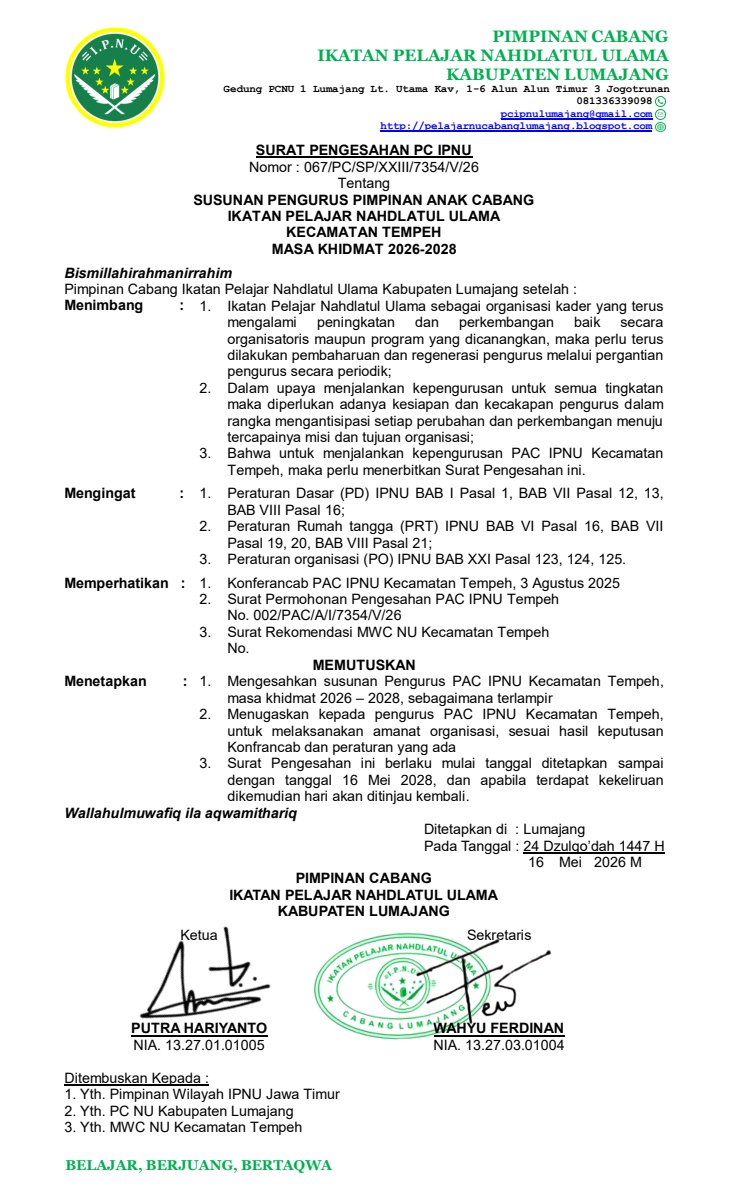 I.P.N.U
PIMPINAN CABANG
IKATAN PELAJAR NAHDLATUL ULAMA
KABUPATEN LUMAJANG
Gedung PCNU 1 Lumajang Lt. Utama Kav, 1-6 Alun Alun Timur 3 Jogotrunan
081336339098
pcipnulumajang@gmail.com
http://pelajarnucabanglumajang.blogspot.com
SURAT PENGESAHAN PC IPNU
Nomor : 067/PC/SP/XXIII/7354/V/26
Tentang
SUSUNAN PENGURUS PIMPINAN ANAK CABANG
IKATAN PELAJAR NAHDLATUL ULAMA
KECAMATAN TEMPEH
MASA KHIDMAT 2026-2028
Bismillahirahmanirrahim
Pimpinan Cabang Ikatan Pelajar Nahdlatul Ulama Kabupaten Lumajang setelah :
Menimbang : 1. Ikatan Pelajar Nahdlatul Ulama sebagai organisasi kader yang terus
mengalami peningkatan dan perkembangan baik secara
organisatoris maupun program yang dicanangkan, maka perlu terus
dilakukan pembaharuan dan regenerasi pengurus melalui pergantian
pengurus secara periodik;
2. Dalam upaya menjalankan kepengurusan untuk semua tingkatan
maka diperlukan adanya kesiapan dan kecakapan pengurus dalam
rangka mengantisipasi setiap perubahan dan perkembangan menuju
tercapainya misi dan tujuan organisasi;
3. Bahwa untuk menjalankan kepengurusan PAC IPNU Kecamatan
Tempeh, maka perlu menerbitkan Surat Pengesahan ini.
Mengingat : 1. Peraturan Dasar (PD) IPNU BAB I Pasal 1, BAB VII Pasal 12, 13,
BAB VIII Pasal 16;
2. Peraturan Rumah tangga (PRT) IPNU BAB VI Pasal 16, BAB VII
Pasal 19, 20, BAB VIII Pasal 21;
3. Peraturan organisasi (PO) IPNU BAB XXI Pasal 123, 124, 125.
Memperhatikan : 1. Konferancab PAC IPNU Kecamatan Tempeh, 3 Agustus 2025
2. Surat Permohonan Pengesahan PAC IPNU Tempeh
No. 002/PAC/A/I/7354/V/26
3. Surat Rekomendasi MWC NU Kecamatan Tempeh
No.
MEMUTUSKAN
Menetapkan : 1. Mengesahkan susunan Pengurus PAC IPNU Kecamatan Tempeh,
masa khidmat 2026 – 2028, sebagaimana terlampir
2. Menugaskan kepada pengurus PAC IPNU Kecamatan Tempeh,
untuk melaksanakan amanat organisasi, sesuai hasil keputusan
Konfrancab dan peraturan yang ada
3. Surat Pengesahan ini berlaku mulai tanggal ditetapkan sampai
dengan tanggal 16 Mei 2028, dan apabila terdapat kekeliruan
dikemudian hari akan ditinjau kembali.
Wallahulmuwafiq ila aqwamithariq
Ditetapkan di : Lumajang
Pada Tanggal : 24 Dzulqo'dah 1447 H
16 Mei 2026 M
PIMPINAN CABANG
IKATAN PELAJAR NAHDLATUL ULAMA
KABUPATEN LUMAJANG
Ketua Sekretaris
IKATAN PELAJAR NAHDLATUL ULAMA
I.P.N.U
CABANG LUMAJANG
PUTRA HARIYANTO WAHYU FERDINAN
NIA. 13.27.01.01005 NIA. 13.27.03.01004
Ditembuskan Kepada :
1. Yth. Pimpinan Wilayah IPNU Jawa Timur
2. Yth. PC NU Kabupaten Lumajang
3. Yth. MWC NU Kecamatan Tempeh
BELAJAR, BERJUANG, BERTAQWA